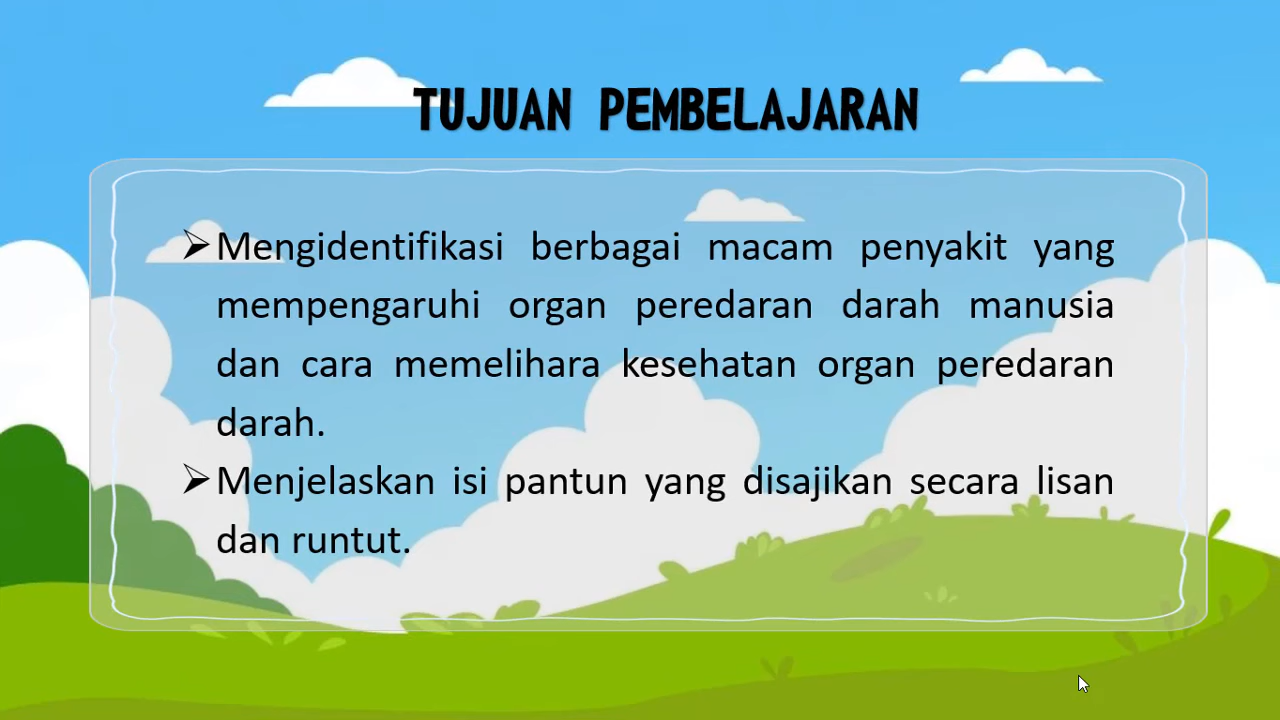 TUJUAN PEMBELAJARAN
➢Mengidentifikasi berbagai macam penyakit yang
mempengaruhi organ peredaran darah manusia
dan cara memelihara kesehatan organ peredaran
darah.
➢Menjelaskan isi pantun yang disajikan secara lisan
dan runtut.